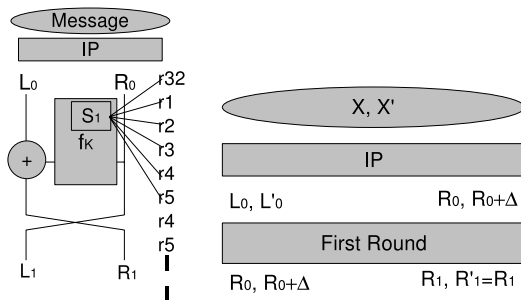 Message
IP
L0 R0
S1
fK
+
r32
r1
r2
r3
r4
r5
r4
r5
L1 R1
X, X'
IP
L0, L'0 R0, R0+Δ
First Round
R0, R0+Δ R1, R'1=R1